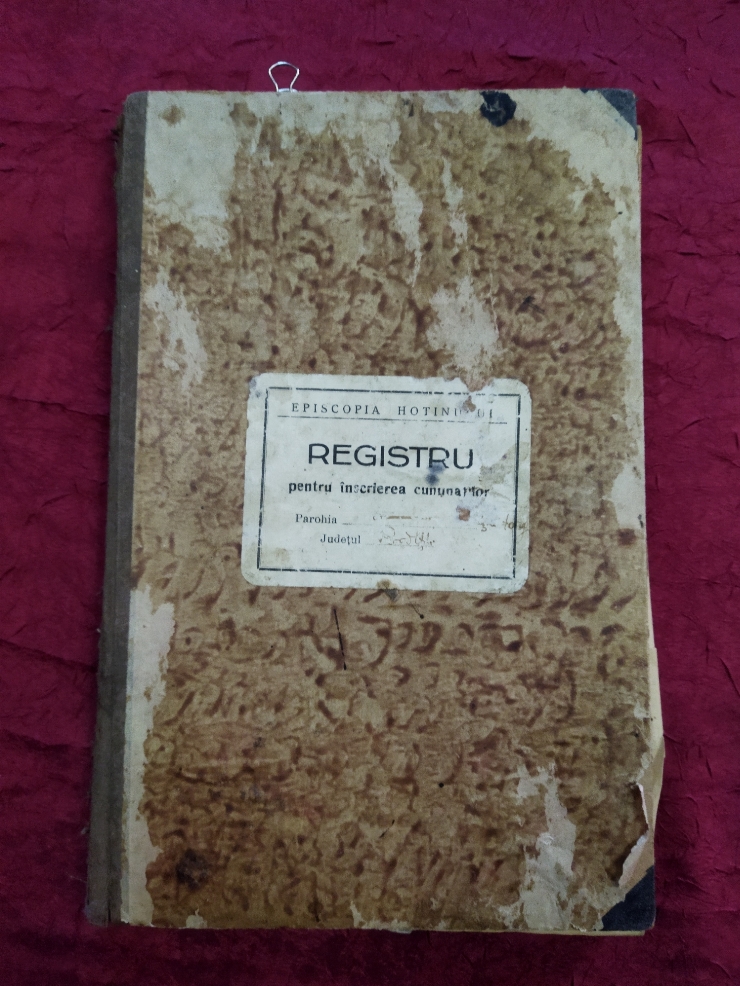 EPISCOPIA HOTINULUI
REGISTRU
pentru înscrierea cununaților
Parohia
Județul